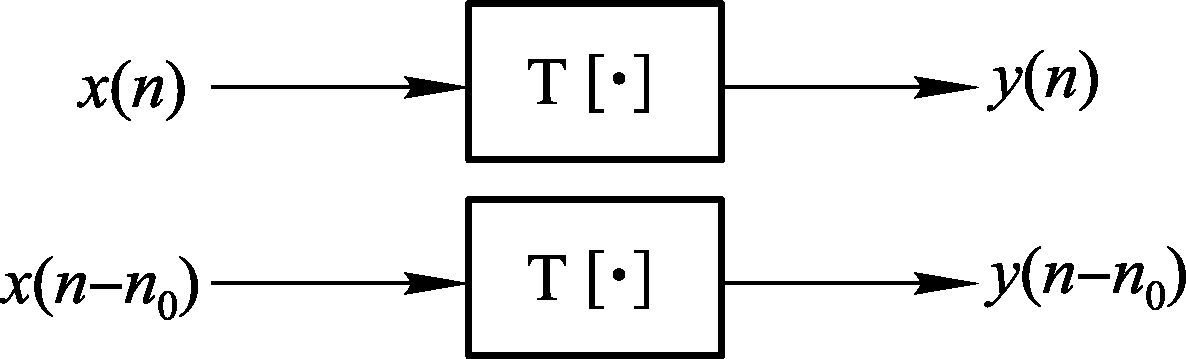 x(n) T [·] y(n)
x(n–n₀) T [·] y(n–n₀)